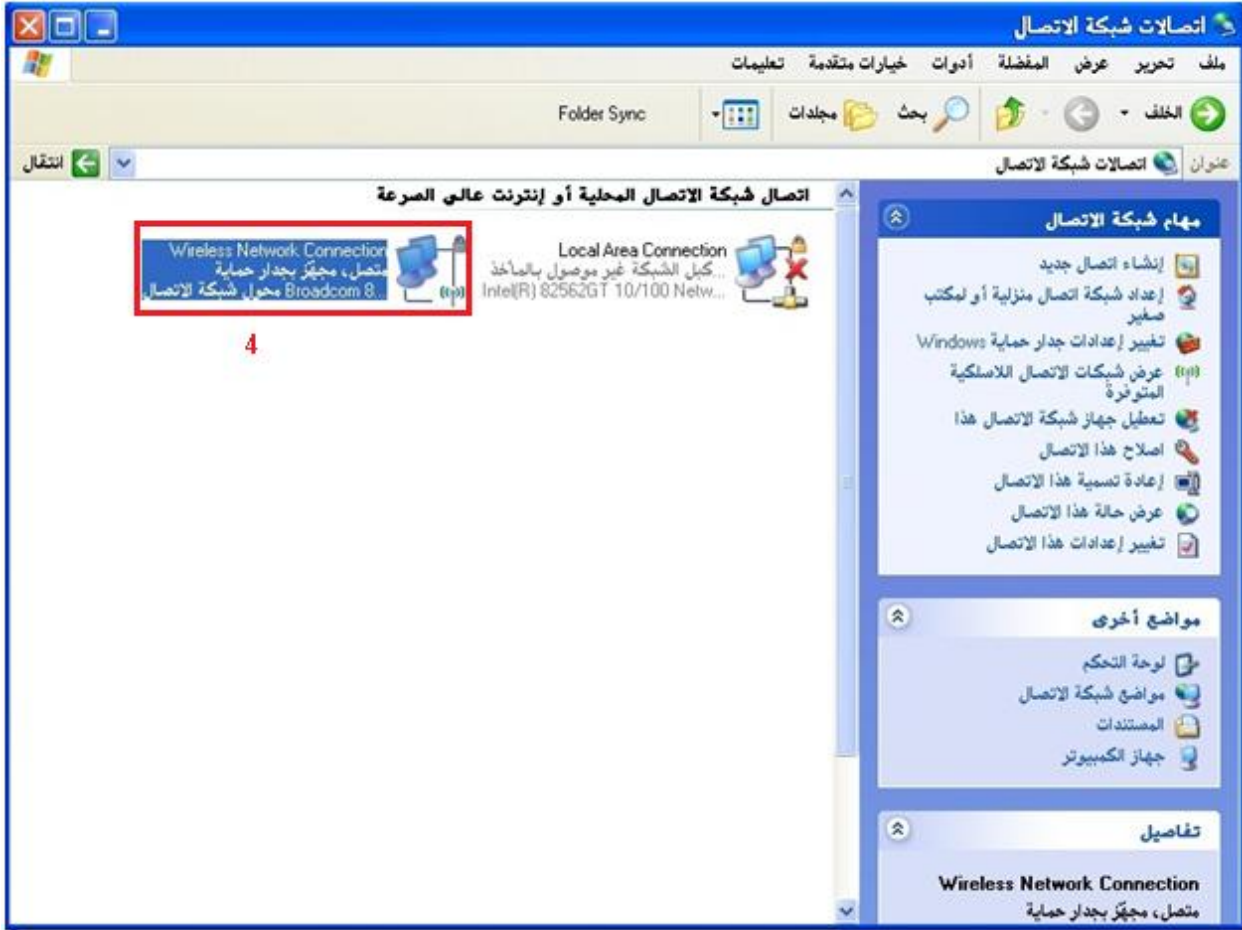 اتصالات شبكة الاتصال
ملف تحرير عرض المفضلة أدوات خيارات متقدمة تعليمات
الخلف بحث مجلدات Folder Sync
عنوان اتصالات شبكة الاتصال انتقال
مهام شبكة الاتصال
إنشاء اتصال جديد
إعداد شبكة اتصال منزلية أو لمكتب
صغير
تغيير إعدادات جدار حماية Windows
عرض شبكات الاتصال اللاسلكية
المتوفرة
تعطيل جهاز شبكة الاتصال هذا
اصلاح هذا الاتصال
إعادة تسمية هذا الاتصال
عرض حالة هذا الاتصال
تغيير إعدادات هذا الاتصال
مواضع أخرى
لوحة التحكم
مواضع شبكة الاتصال
المستندات
جهاز الكمبيوتر
تفاصيل
Wireless Network Connection
متصل، مجهّز بجدار حماية
اتصال شبكة الاتصال المحلية أو إنترنت عالي السرعة
Local Area Connection
كبل الشبكة غير موصول بالمأخذ...
Intel(R) 82562GT 10/100 Netw...
Wireless Network Connection
متصل، مجهّز بجدار حماية
محول شبكة الاتصال Broadcom 8...
4